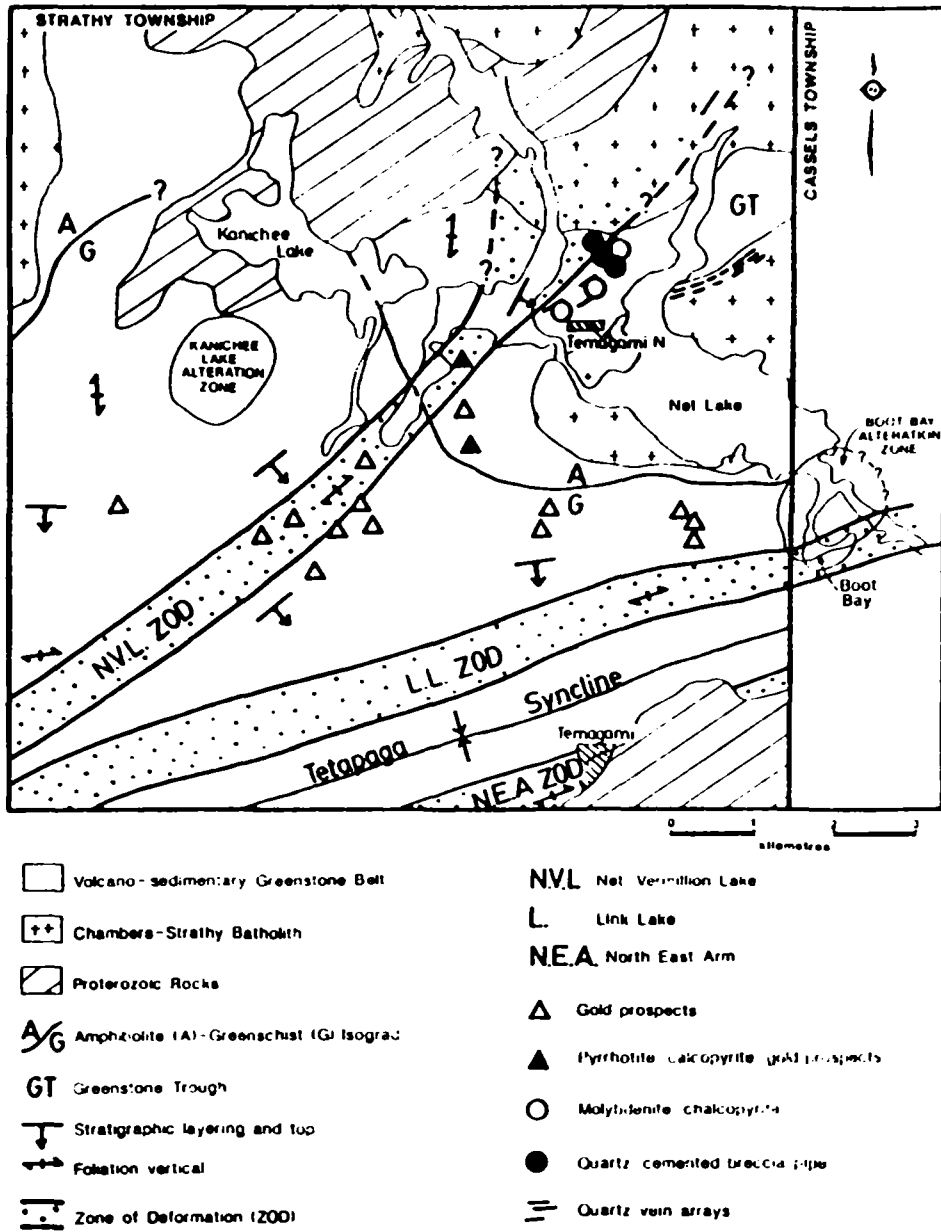 STRATHY TOWNSHIP
CASSELS TOWNSHIP
?
?
?
?
?
A
G
GT
Kanichee
Lake
KANICHEE
LAKE
ALTERATION
ZONE
Temagami N
Net Lake
A
G
BOOT BAY
ALTERATION
ZONE
?
?
?
Boot
Bay
N.V.L. ZOD
L.L. ZOD
Tetapaga Syncline
Temagami
N.E.A ZOD
0 1 2 3
kilometres
Volcano-sedimentary Greenstone Belt
++ Chambers-Strathy Batholith
Proterozoic Rocks
A/G Amphibolite (A)-Greenschist (G) Isograd
GT Greenstone Trough
Stratigraphic layering and top
Foliation vertical
Zone of Deformation (ZOD)
N.V.L Net Vermillion Lake
L. Link Lake
N.E.A. North East Arm
Gold prospects
Pyrrhotite calcopyrite gold prospects
Molybdenite chalcopyrite
Quartz cemented breccia pipe
Quartz vein arrays